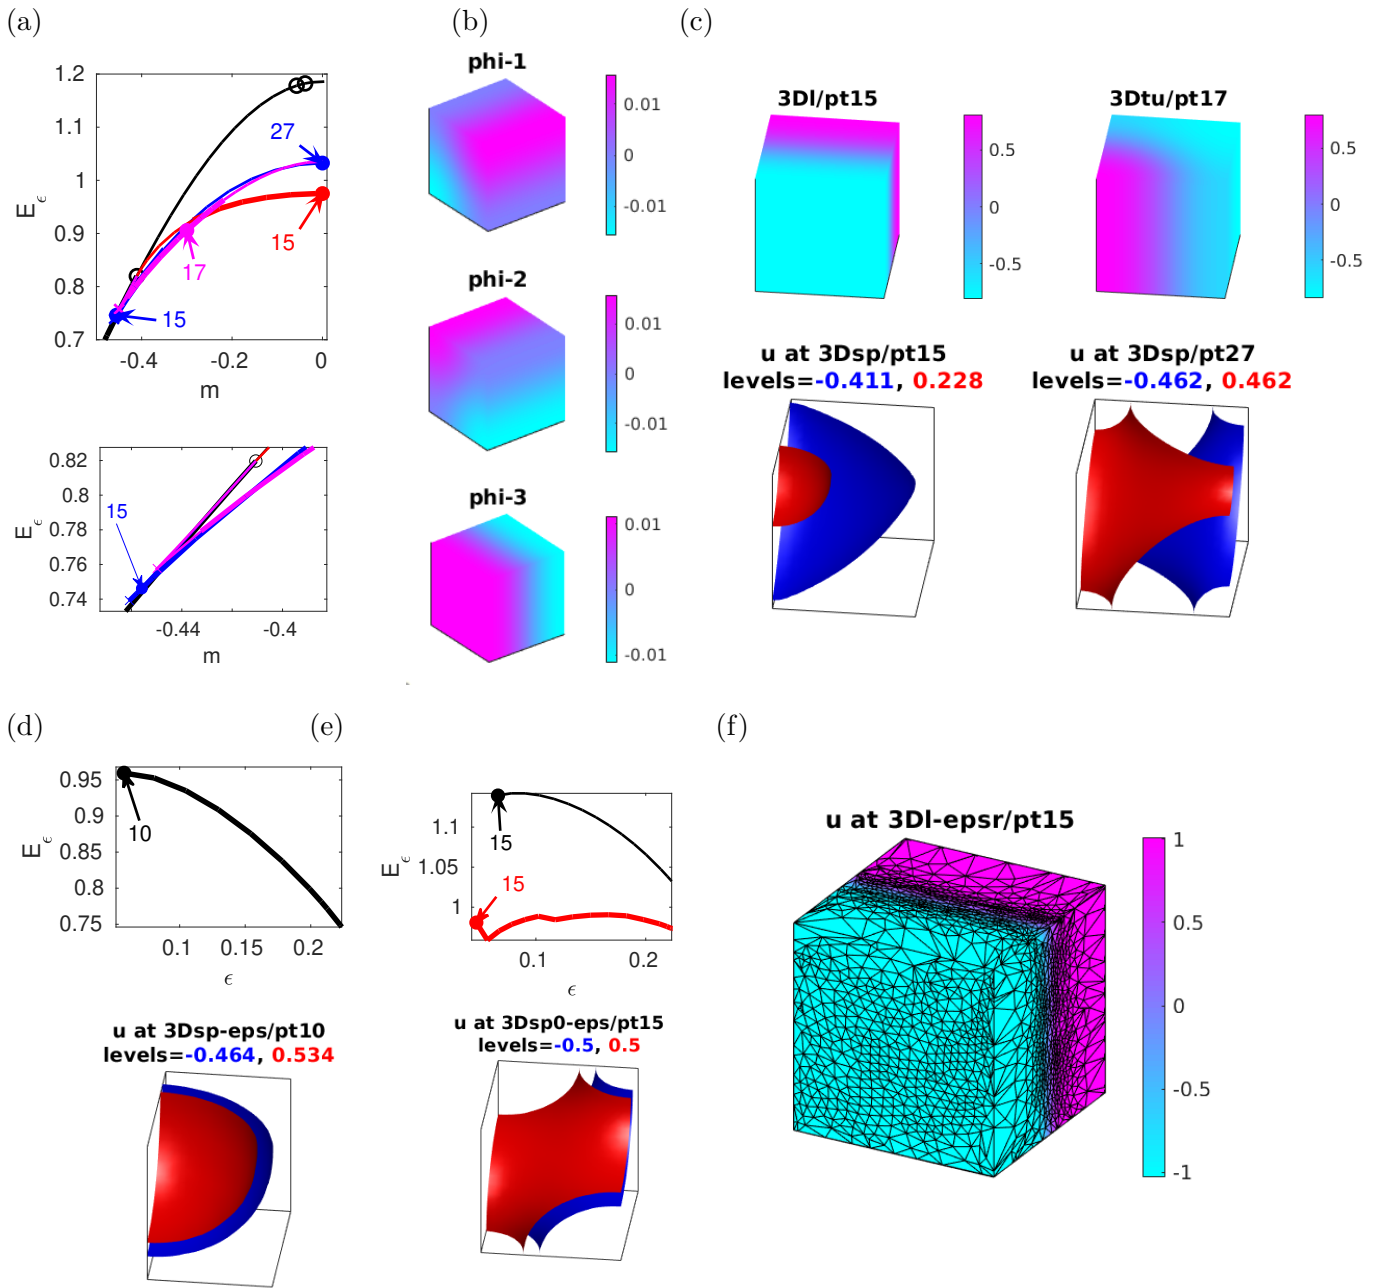 (a)
1.2
1.1
1
0.9
0.8
0.7
E_ϵ
27
15
17
15
-0.4
-0.2
0
m
0.82
0.8
0.78
0.76
0.74
E_ϵ
15
-0.44
-0.4
m
(b)
phi-1
0.01
0
-0.01
phi-2
0.01
0
-0.01
phi-3
0.01
0
-0.01
(c)
3Dl/pt15
0.5
0
-0.5
3Dtu/pt17
0.5
0
-0.5
u at 3Dsp/pt15
levels=-0.411, 0.228
u at 3Dsp/pt27
levels=-0.462, 0.462
(d)
0.95
0.9
0.85
0.8
0.75
E_ϵ
10
0.1
0.15
0.2
ϵ
u at 3Dsp-eps/pt10
levels=-0.464, 0.534
(e)
1.1
1.05
1
E_ϵ
15
15
0.1
0.2
ϵ
u at 3Dsp0-eps/pt15
levels=-0.5, 0.5
(f)
u at 3Dl-epsr/pt15
1
0.5
0
-0.5
-1